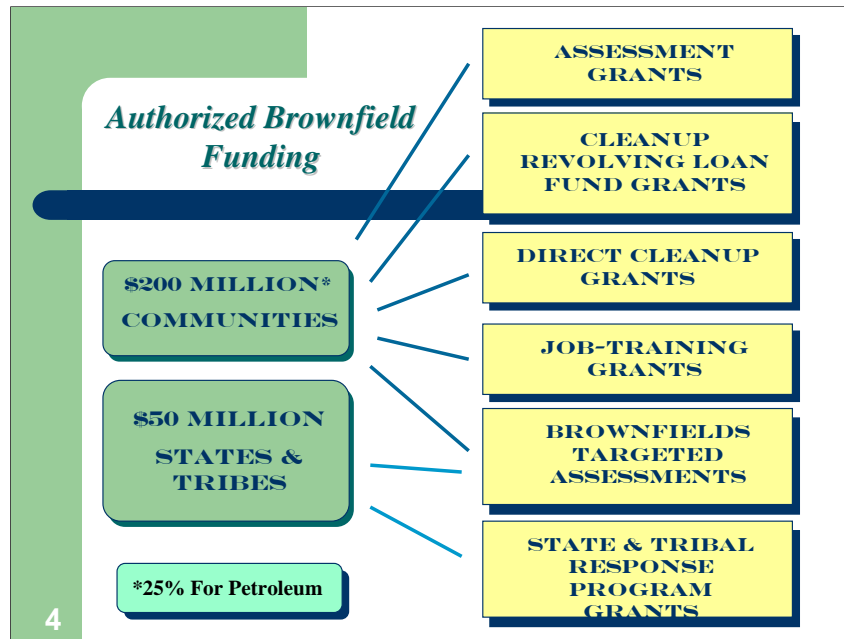 Authorized Brownfield
Funding
$200 MILLION*
COMMUNITIES
$50 MILLION
STATES &
TRIBES
*25% For Petroleum
ASSESSMENT
GRANTS
CLEANUP
REVOLVING LOAN
FUND GRANTS
DIRECT CLEANUP
GRANTS
JOB-TRAINING
GRANTS
BROWNFIELDS
TARGETED
ASSESSMENTS
STATE & TRIBAL
RESPONSE
PROGRAM
GRANTS
4